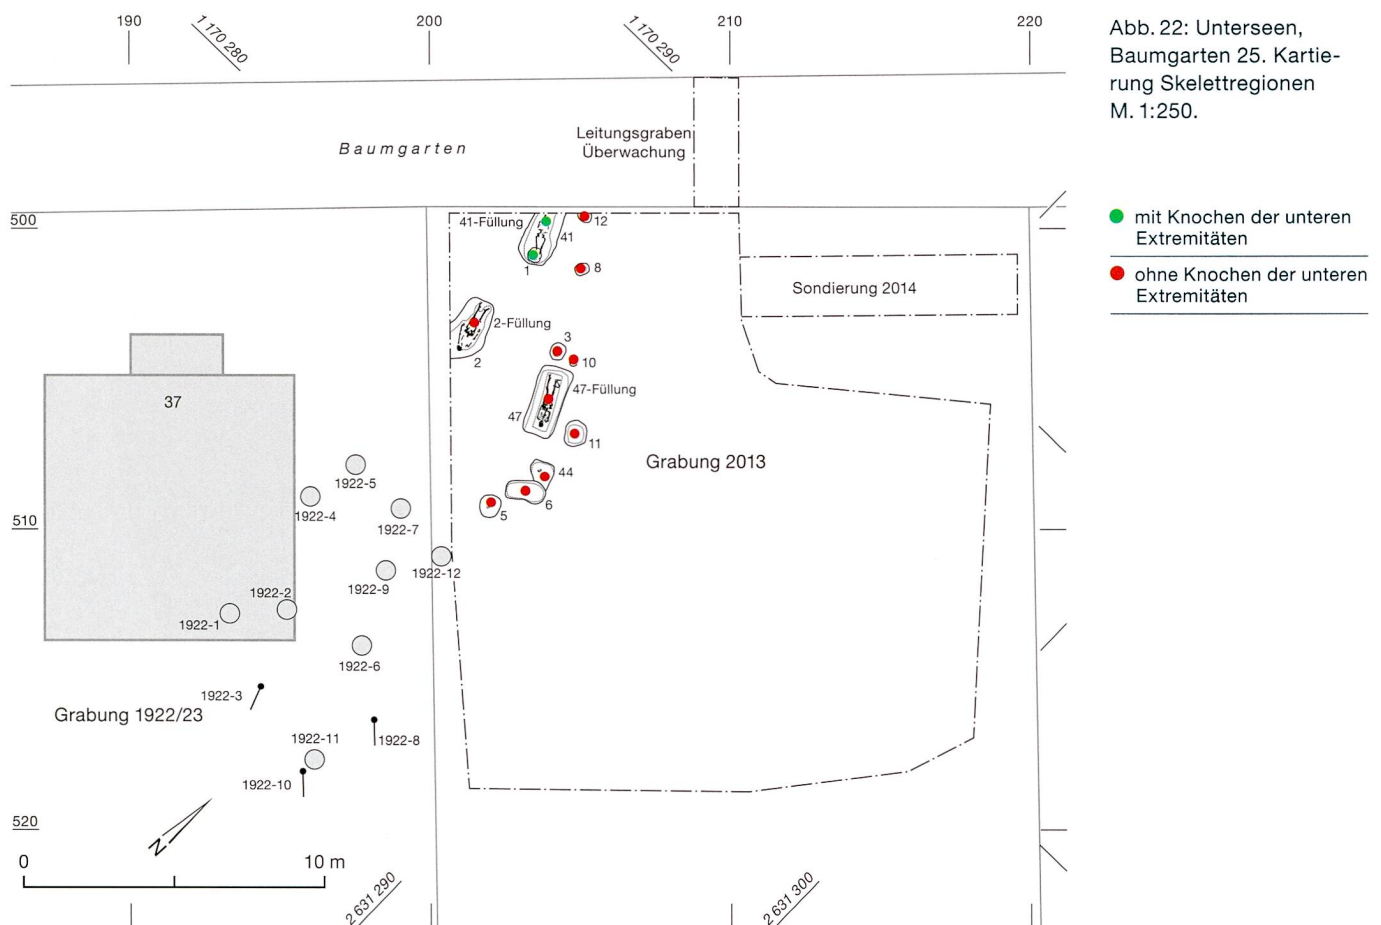 190
1 170 280
200
1 170 290
210
220
Abb. 22: Unterseen,
Baumgarten 25. Kartie-
rung Skelettregionen
M. 1:250.
Baumgarten
Leitungsgraben
Überwachung
500
41-Füllung
12
41
1
8
mit Knochen der unteren
Extremitäten
ohne Knochen der unteren
Extremitäten
Sondierung 2014
2-Füllung
2
3
10
47-Füllung
47
11
37
Grabung 2013
44
6
5
1922-5
1922-4
1922-7
510
1922-12
1922-9
1922-2
1922-1
1922-6
1922-3
Grabung 1922/23
1922-8
1922-11
1922-10
520
N
0
10 m
2 631 290
2 631 300